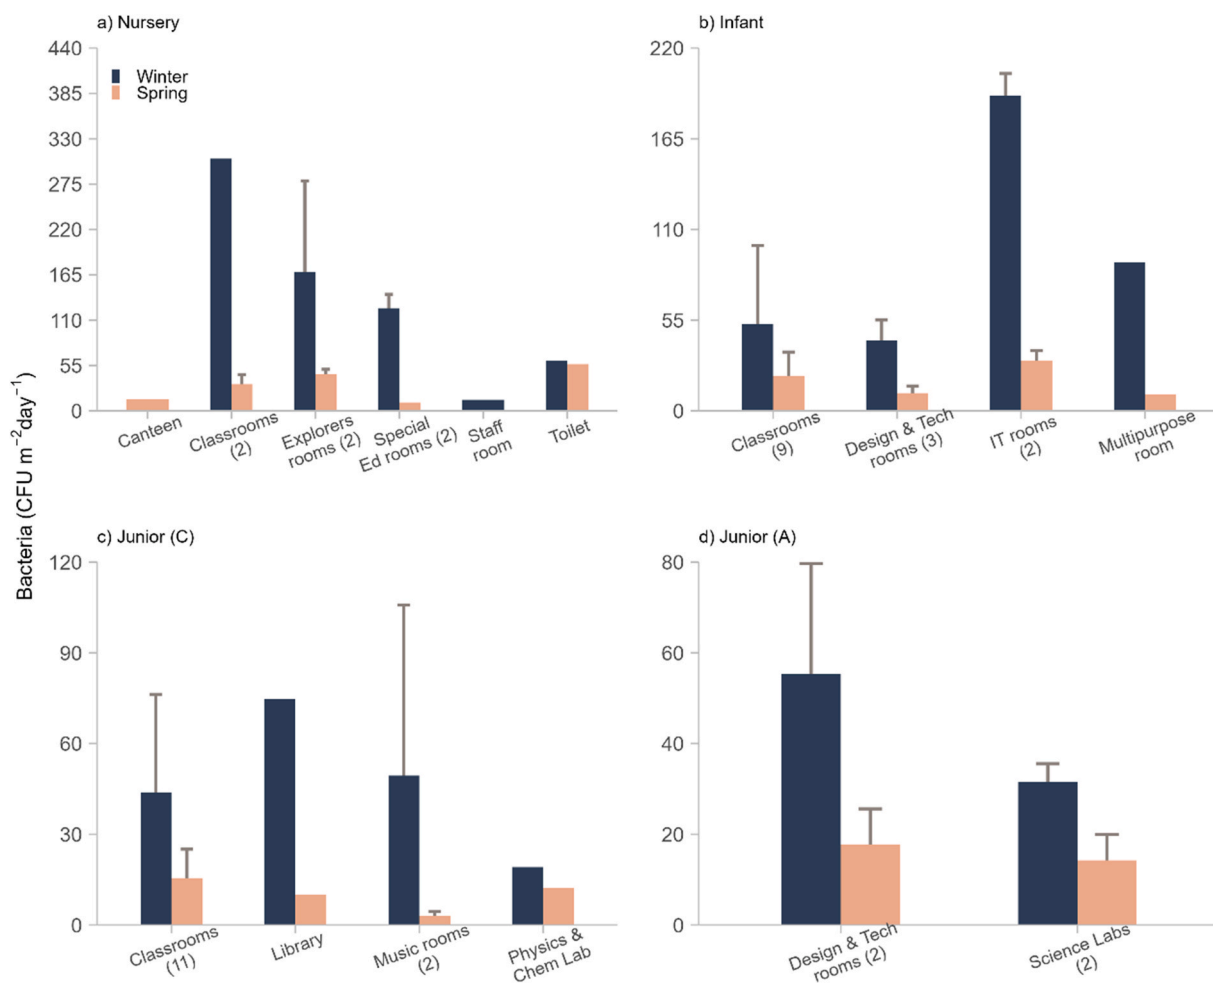 a) Nursery
440
385
330
275
220
165
110
55
0
Winter
Spring
Canteen
Classrooms
(2)
Explorers
rooms (2)
Special
Ed rooms (2)
Staff
room
Toilet
b) Infant
220
165
110
55
0
Classrooms
(9)
Design & Tech
rooms (3)
IT rooms
(2)
Multipurpose
room
Bacteria (CFU m⁻²day⁻¹)
c) Junior (C)
120
90
60
30
0
Classrooms
(11)
Library
Music rooms
(2)
Physics &
Chem Lab
d) Junior (A)
80
60
40
20
0
Design & Tech
rooms (2)
Science Labs
(2)